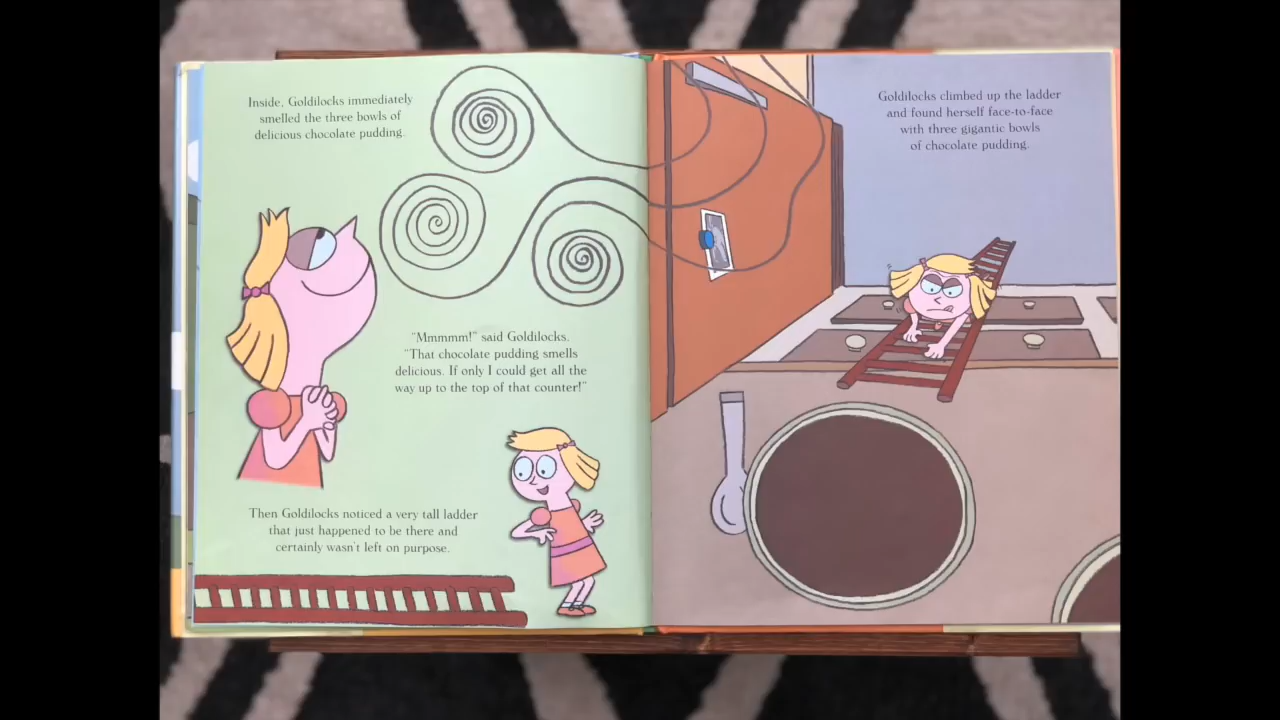 Inside, Goldilocks immediately
smelled the three bowls of
delicious chocolate pudding.
"Mmmmm!" said Goldilocks.
"That chocolate pudding smells
delicious. If only I could get all the
way up to the top of that counter!"
Then Goldilocks noticed a very tall ladder
that just happened to be there and
certainly wasn't left on purpose.
Goldilocks climbed up the ladder
and found herself face-to-face
with three gigantic bowls
of chocolate pudding.